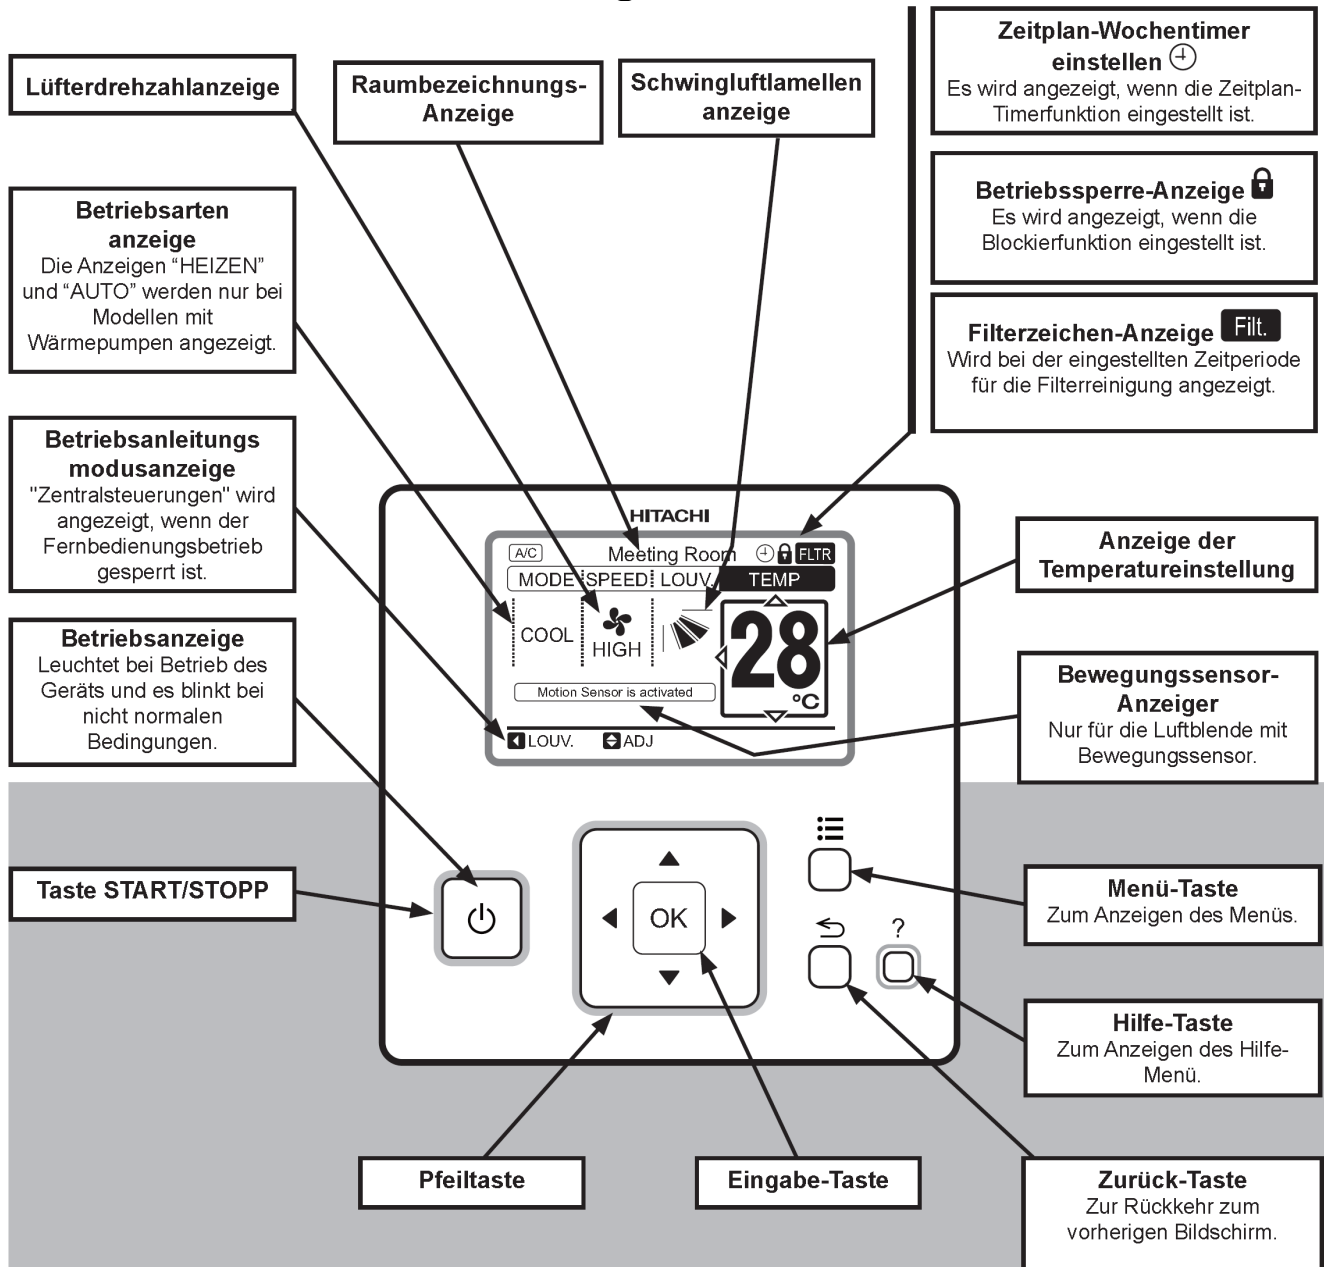 Zeitplan-Wochentimer
einstellen
Es wird angezeigt, wenn die Zeitplan-
Timerfunktion eingestellt ist.
Lüfterdrehzahlanzeige
Raumbezeichnungs-
Anzeige
Schwingluftlamellen
anzeige
Betriebssperre-Anzeige
Es wird angezeigt, wenn die
Blockierfunktion eingestellt ist.
Betriebsarten
anzeige
Die Anzeigen “HEIZEN”
und “AUTO” werden nur bei
Modellen mit
Wärmepumpen angezeigt.
Filterzeichen-Anzeige Filt.
Wird bei der eingestellten Zeitperiode
für die Filterreinigung angezeigt.
Betriebsanleitungs
modusanzeige
"Zentralsteuerungen" wird
angezeigt, wenn der
Fernbedienungsbetrieb
gesperrt ist.
HITACHI
A/C Meeting Room FLTR
MODE SPEED LOUV. TEMP
COOL HIGH 28 °C
Motion Sensor is activated
LOUV. ADJ
Anzeige der
Temperatureinstellung
Betriebsanzeige
Leuchtet bei Betrieb des
Geräts und es blinkt bei
nicht normalen
Bedingungen.
Bewegungssensor-
Anzeiger
Nur für die Luftblende mit
Bewegungssensor.
Taste START/STOPP
OK
?
Menü-Taste
Zum Anzeigen des Menüs.
Hilfe-Taste
Zum Anzeigen des Hilfe-
Menü.
Pfeiltaste
Eingabe-Taste
Zurück-Taste
Zur Rückkehr zum
vorherigen Bildschirm.